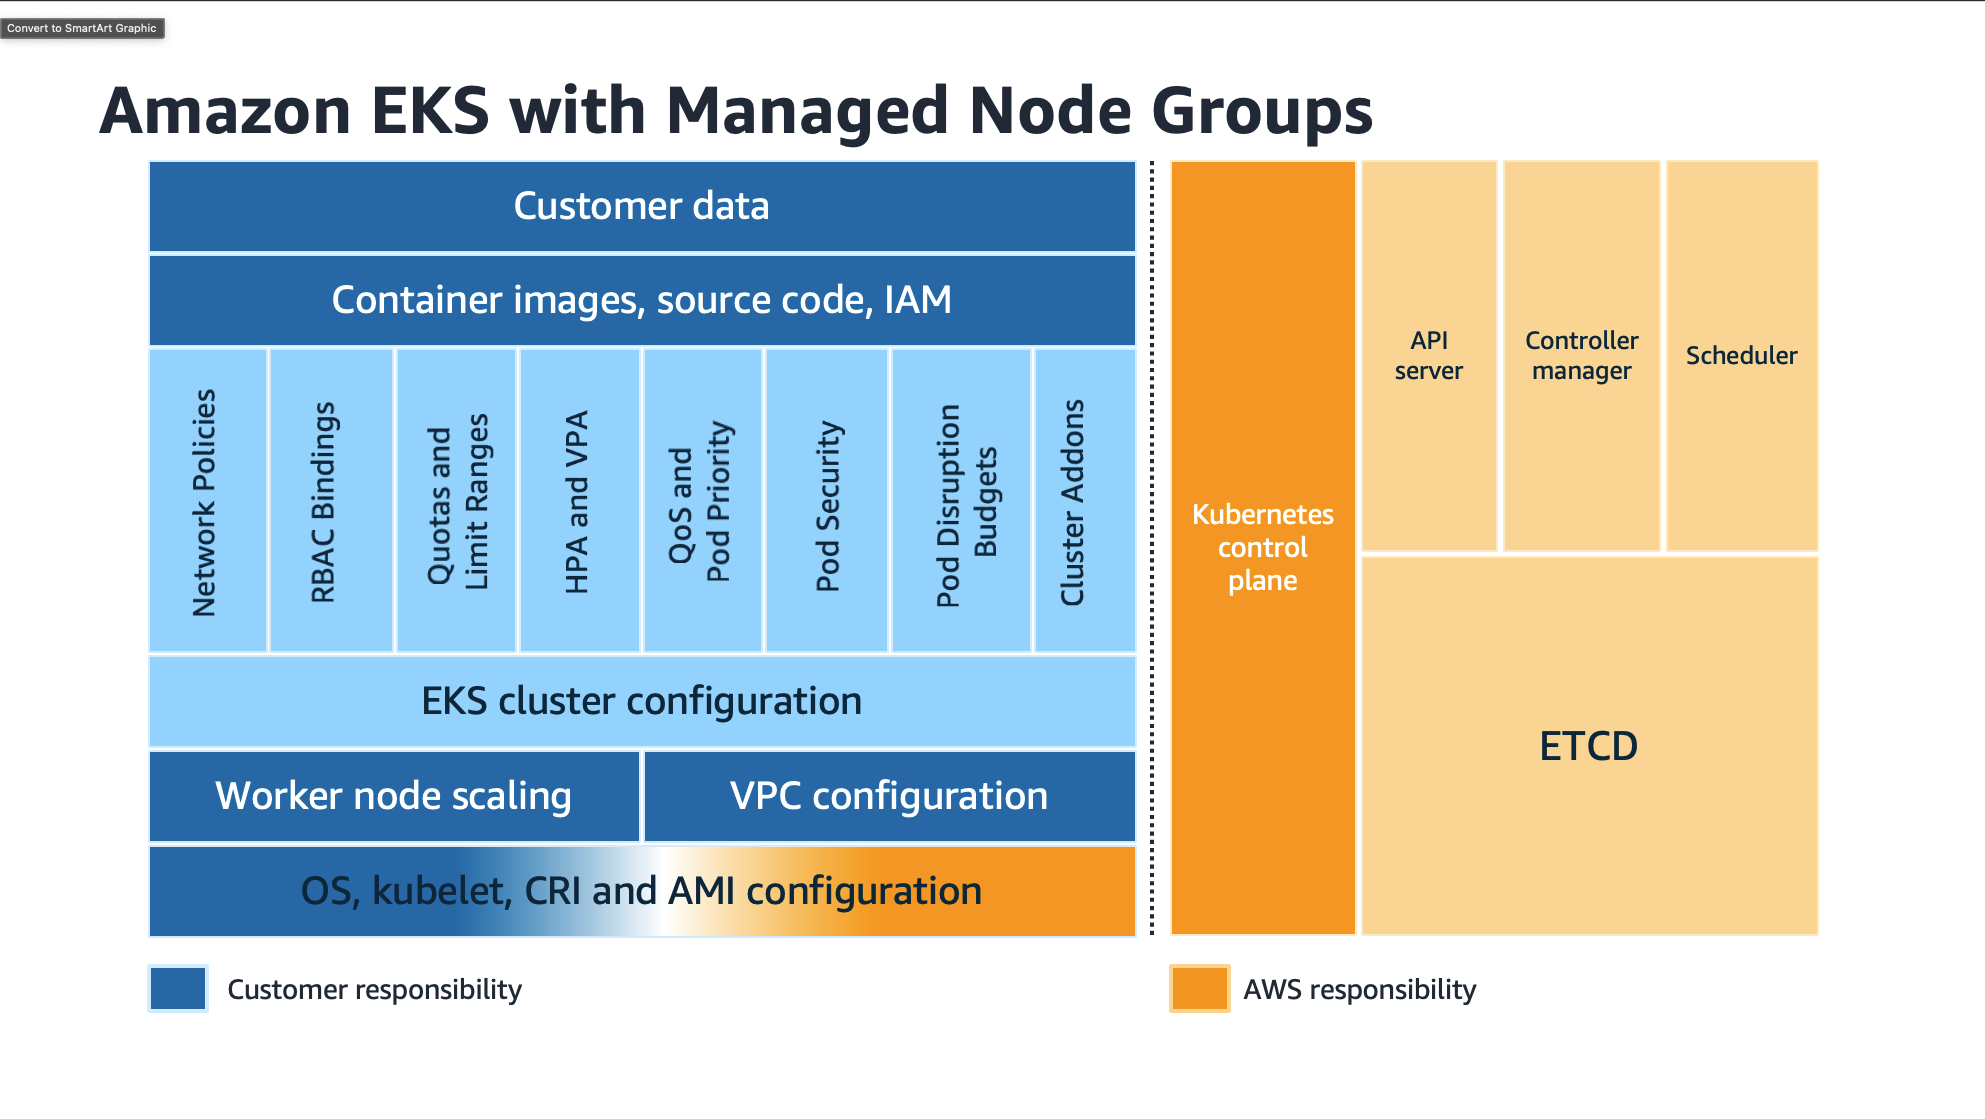 Convert to SmartArt Graphic
Amazon EKS with Managed Node Groups
Customer data
Container images, source code, IAM
Network Policies
RBAC Bindings
Quotas and
Limit Ranges
HPA and VPA
QoS and
Pod Priority
Pod Security
Pod Disruption
Budgets
Cluster Addons
EKS cluster configuration
Worker node scaling
VPC configuration
OS, kubelet, CRI and AMI configuration
Customer responsibility
Kubernetes
control
plane
API
server
Controller
manager
Scheduler
ETCD
AWS responsibility